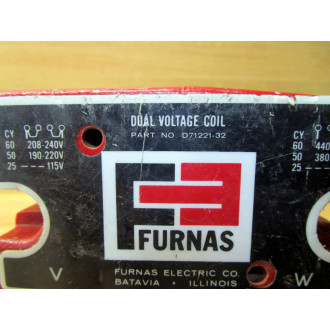 DUAL VOLTAGE COIL
PART NO. D71221-32
CY
60 208-240V
50 190-220V
25 --- 115V
CY
60 440
50 380
25 ---
FURNAS
V
FURNAS ELECTRIC CO.
BATAVIA · ILLINOIS
W